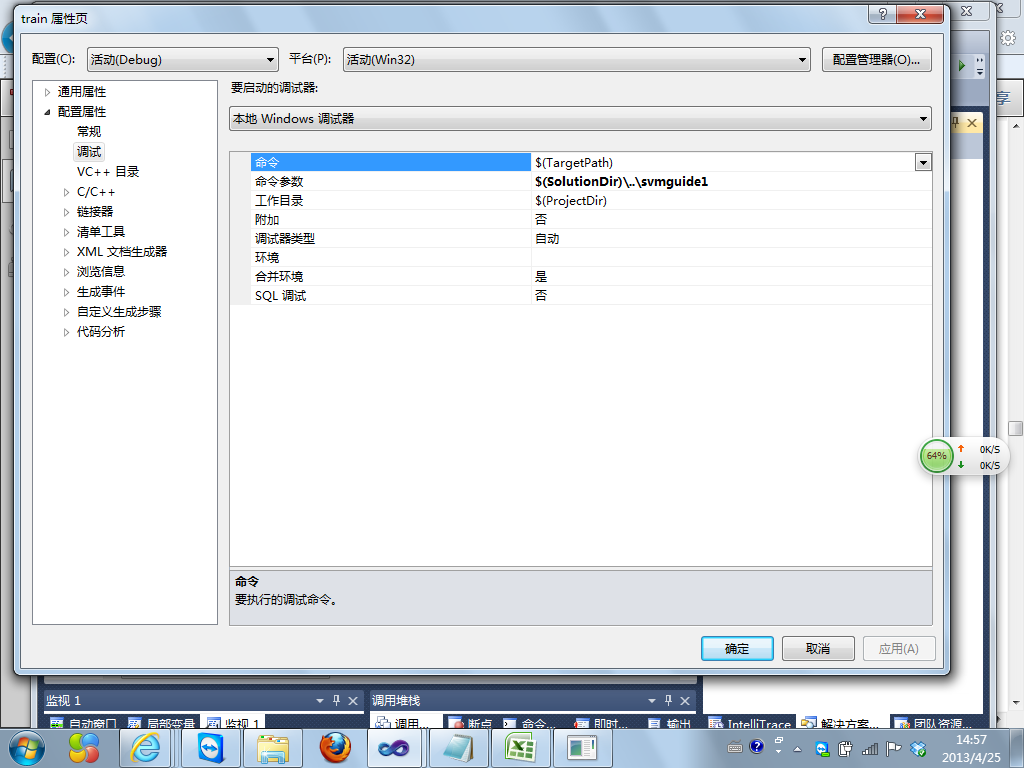 train 属性页
配置(C): 活动(Debug) 平台(P): 活动(Win32) 配置管理器(O)...
通用属性
配置属性
常规
调试
VC++ 目录
C/C++
链接器
清单工具
XML 文档生成器
浏览信息
生成事件
自定义生成步骤
代码分析
要启动的调试器:
本地 Windows 调试器
命令 $(TargetPath)
命令参数 $(SolutionDir)\..\svmguide1
工作目录 $(ProjectDir)
附加 否
调试器类型 自动
环境
合并环境 是
SQL 调试 否
命令
要执行的调试命令。
确定 取消 应用(A)
享
64% 0K/S
0K/S
监视 1 调用堆栈
自动窗口 局部变量 监视 1 调用... 断点 命令... 即时... 输出 IntelliTrace 解决方案... 团队资源...
14:57
2013/4/25